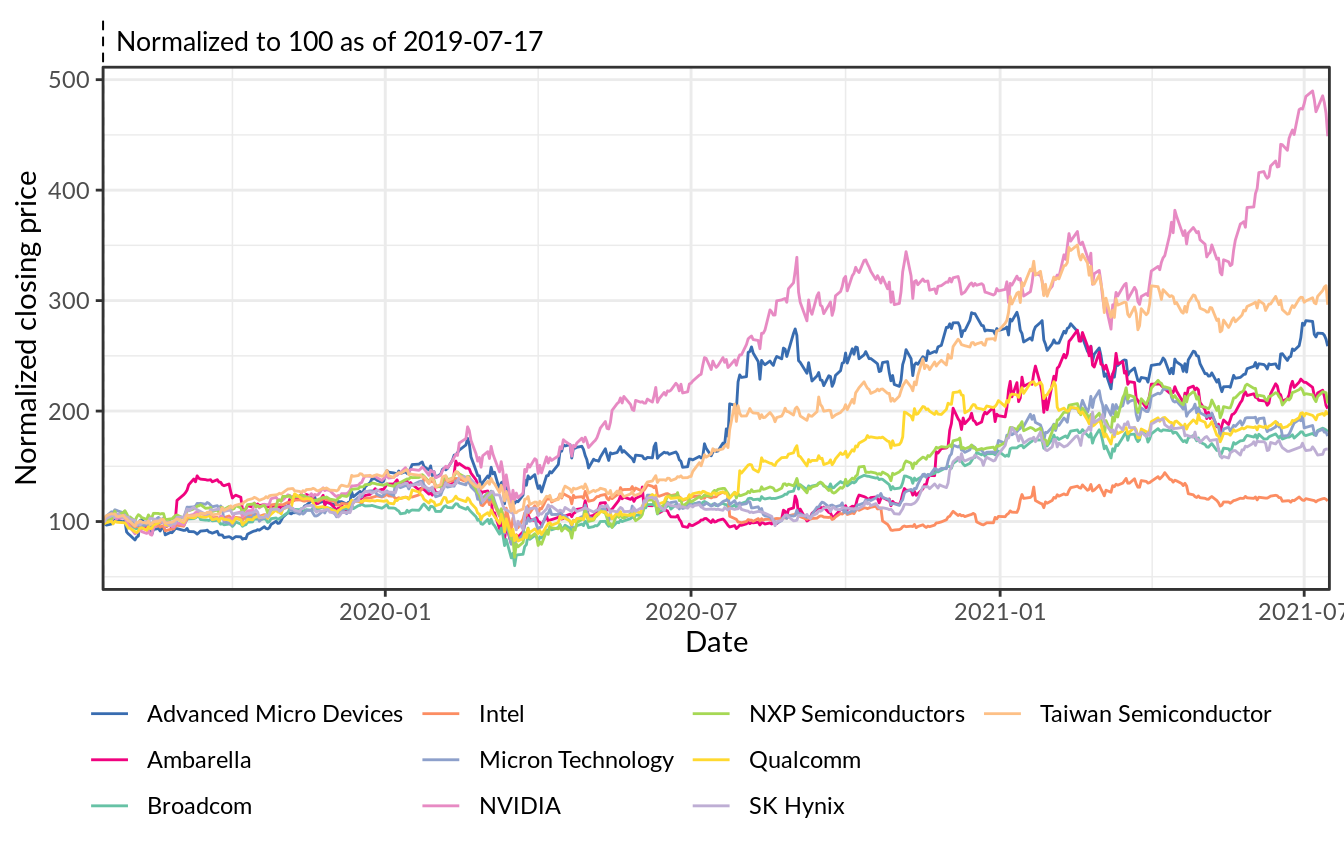 Normalized to 100 as of 2019-07-17
500
400
300
200
100
Normalized closing price
2020-01 2020-07 2021-01 2021-07
Date
Advanced Micro Devices Intel NXP Semiconductors Taiwan Semiconductor
Ambarella Micron Technology Qualcomm
Broadcom NVIDIA SK Hynix